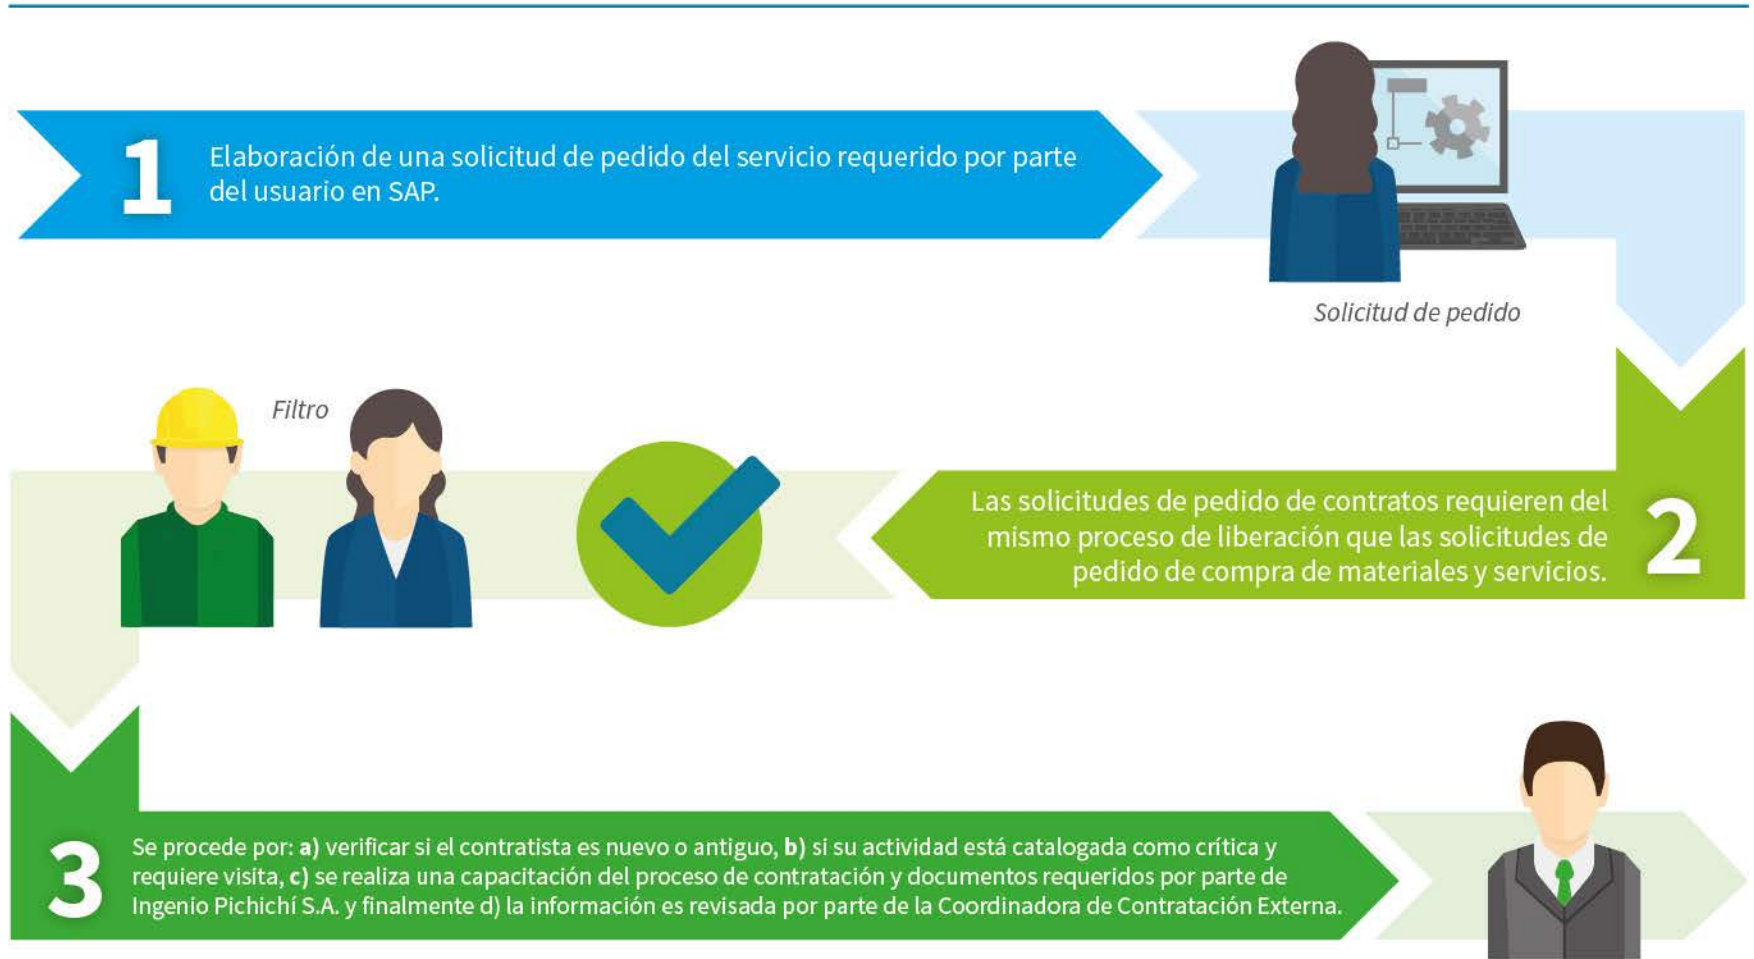 1
Elaboración de una solicitud de pedido del servicio requerido por parte
del usuario en SAP.
Solicitud de pedido
Filtro
Las solicitudes de pedido de contratos requieren del
mismo proceso de liberación que las solicitudes de
pedido de compra de materiales y servicios.
2
3
Se procede por: a) verificar si el contratista es nuevo o antiguo, b) si su actividad está catalogada como crítica y
requiere visita, c) se realiza una capacitación del proceso de contratación y documentos requeridos por parte de
Ingenio Pichichí S.A. y finalmente d) la información es revisada por parte de la Coordinadora de Contratación Externa.